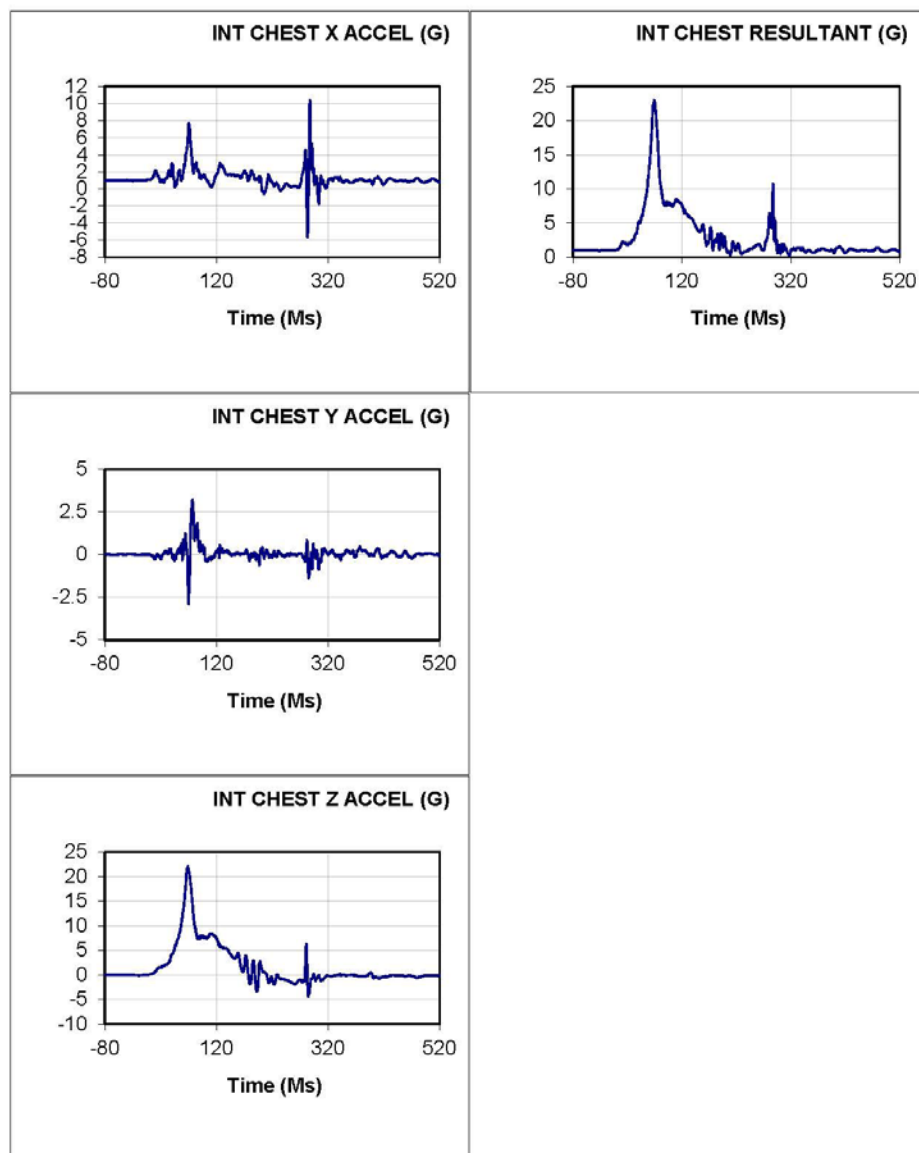 INT CHEST X ACCEL (G)
12
10
8
6
4
2
0
-2
-4
-6
-8
-80 120 320 520
Time (Ms)
INT CHEST RESULTANT (G)
25
20
15
10
5
0
-80 120 320 520
Time (Ms)
INT CHEST Y ACCEL (G)
5
2.5
0
-2.5
-5
-80 120 320 520
Time (Ms)
INT CHEST Z ACCEL (G)
25
20
15
10
5
0
-5
-10
-80 120 320 520
Time (Ms)